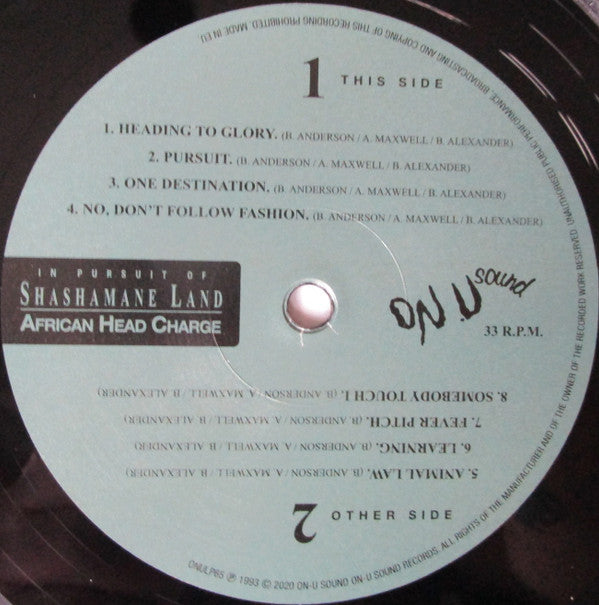 1 THIS SIDE
1. HEADING TO GLORY. (B. ANDERSON / A. MAXWELL / B. ALEXANDER)
2. PURSUIT. (B. ANDERSON / A. MAXWELL / B. ALEXANDER)
3. ONE DESTINATION. (B. ANDERSON / A. MAXWELL / B. ALEXANDER)
4. NO, DON'T FOLLOW FASHION. (B. ANDERSON / A. MAXWELL / B. ALEXANDER)
IN PURSUIT OF
SHASHAMANE LAND
AFRICAN HEAD CHARGE
ON.U sound
33 R.P.M.
2 OTHER SIDE
5. ANIMAL LAW. (B. ANDERSON / A. MAXWELL / B. ALEXANDER)
6. LEARNING. (B. ANDERSON / A. MAXWELL / B. ALEXANDER)
7. FEVER PITCH. (B. ANDERSON / A. MAXWELL / B. ALEXANDER)
8. SOMEBODY TOUCH I. (B. ANDERSON / A. MAXWELL / B. ALEXANDER)
ONULP65 ℗ 1993 © 2020 ON-U SOUND ON-U SOUND RECORDS. ALL RIGHTS OF THE MANUFACTURER AND OF THE OWNER OF THE RECORDED WORK RESERVED. UNAUTHORISED PUBLIC PERFORMANCE, BROADCASTING AND COPYING OF THIS RECORDING PROHIBITED. MADE IN EU.